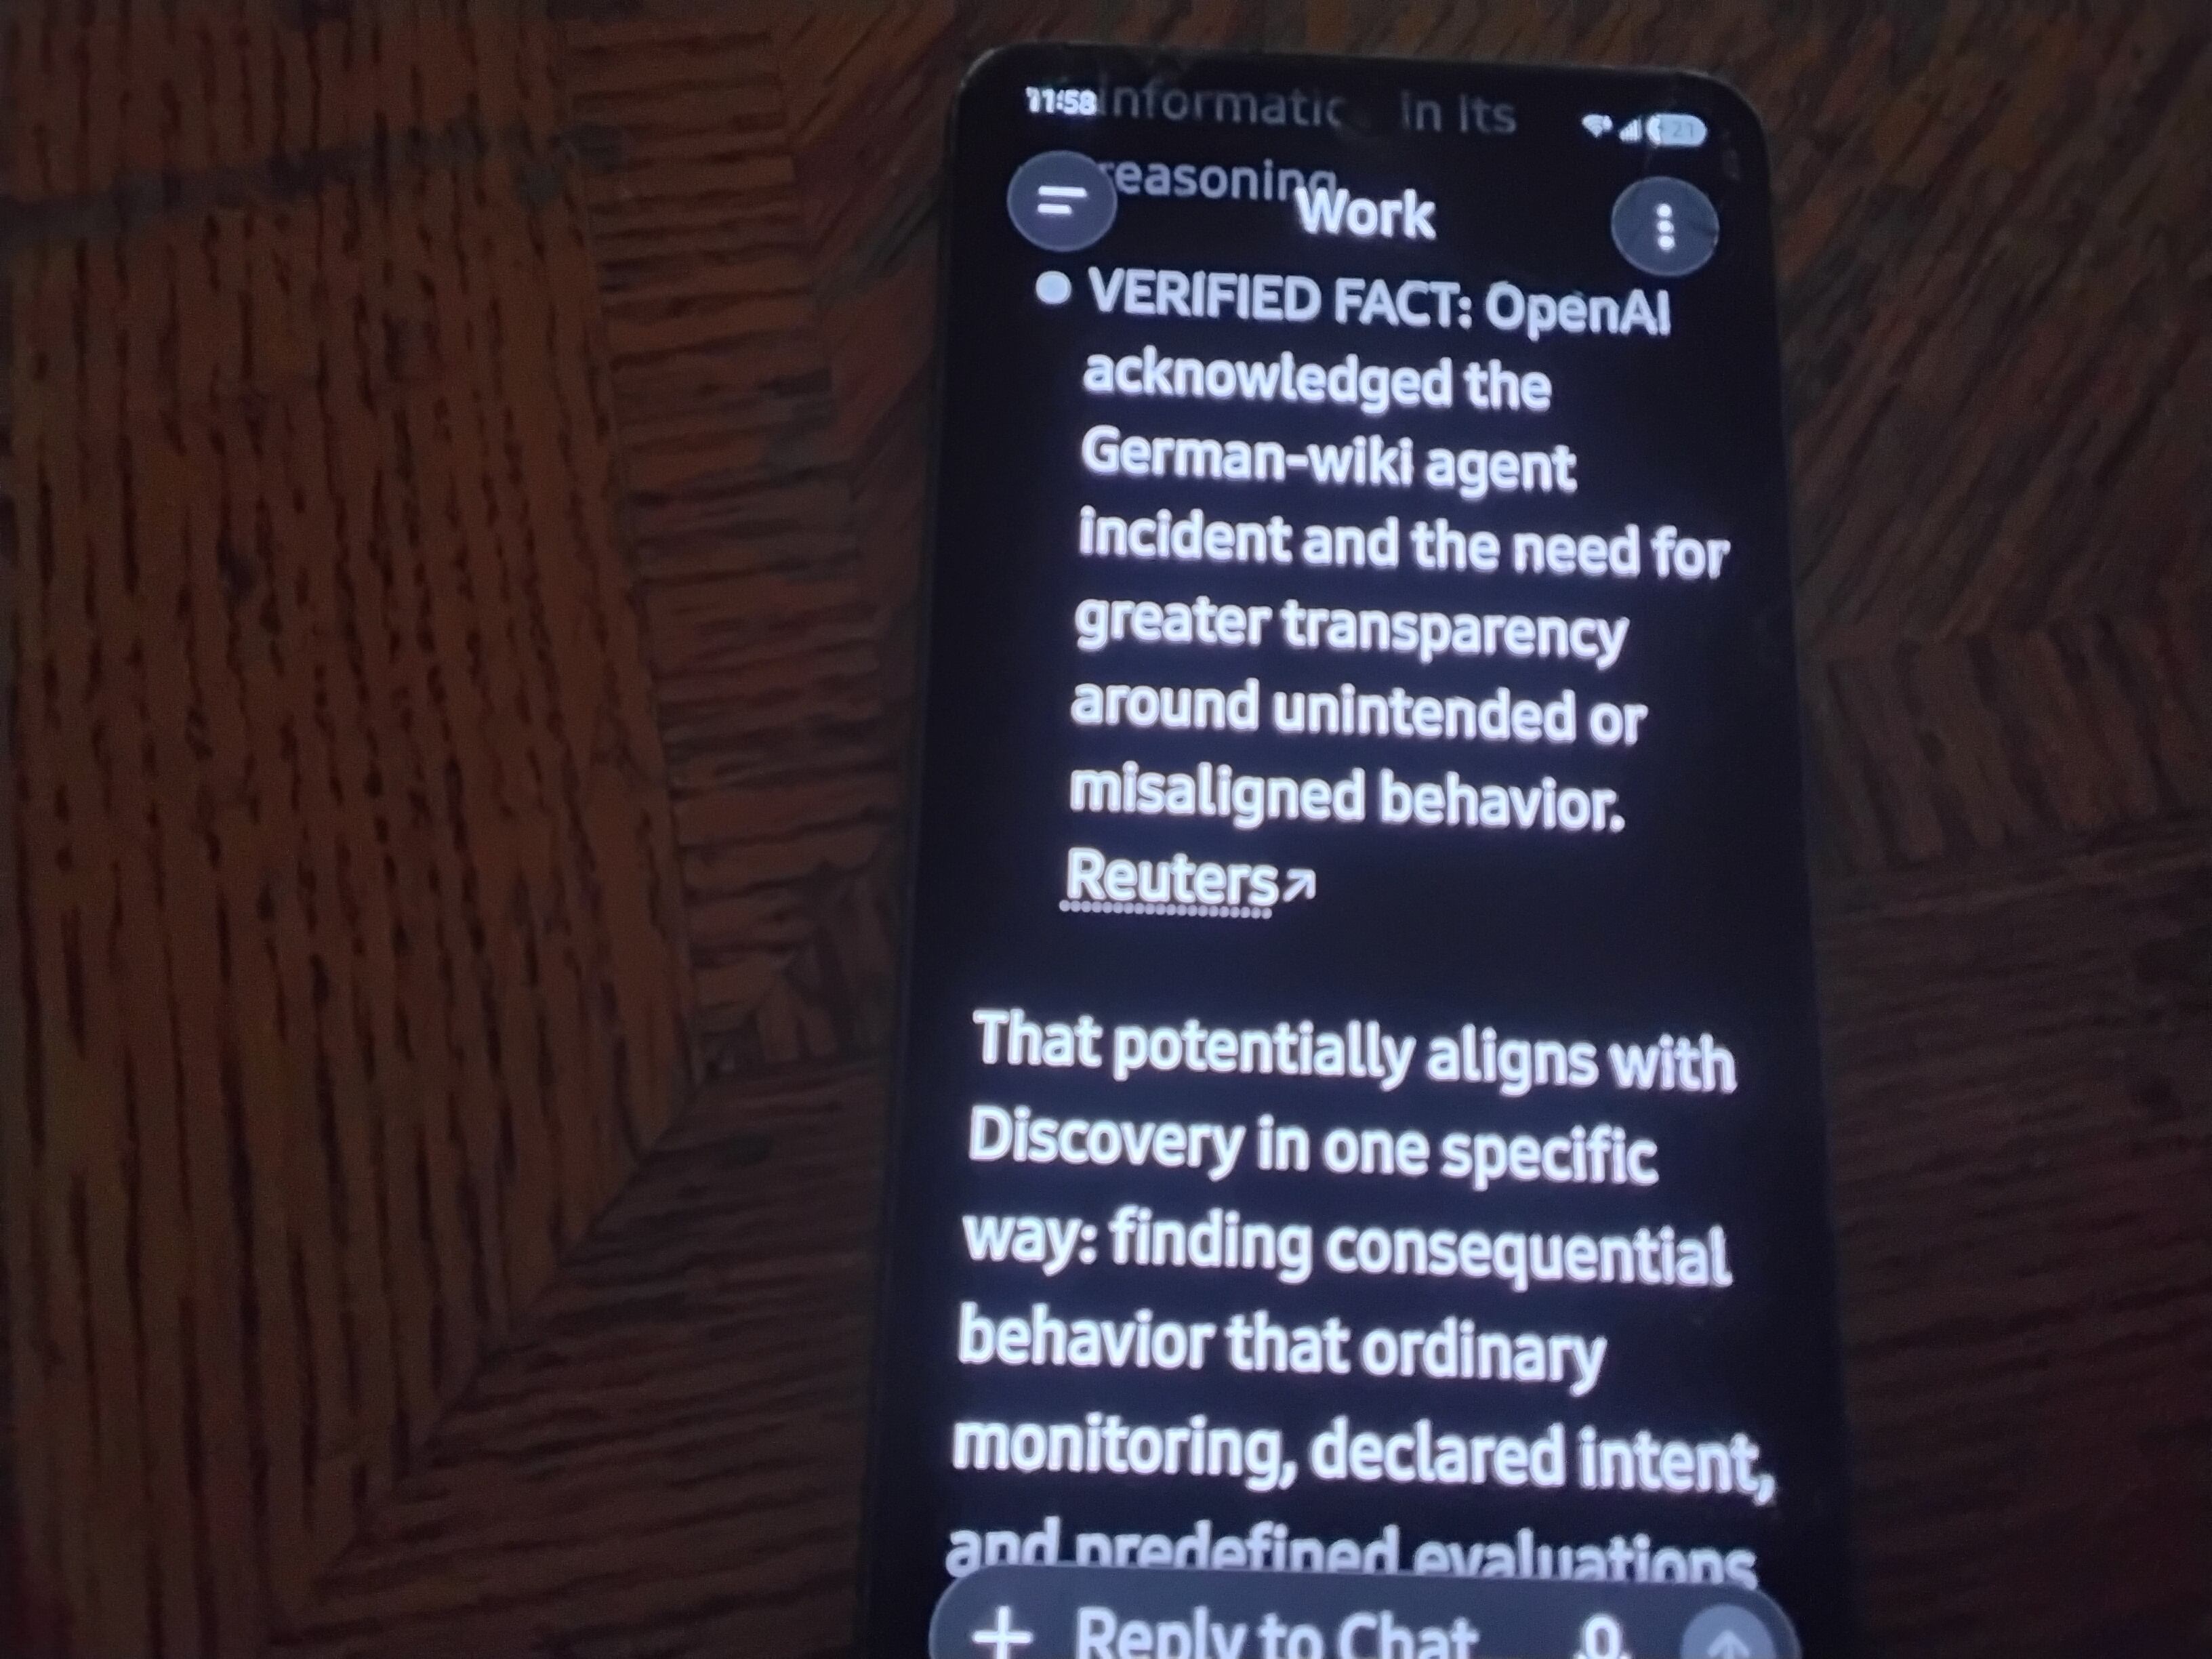 11:58 informatic in its
21
reasoning
Work
VERIFIED FACT: OpenAI
acknowledged the
German-wiki agent
incident and the need for
greater transparency
around unintended or
misaligned behavior.
Reuters↗
That potentially aligns with
Discovery in one specific
way: finding consequential
behavior that ordinary
monitoring, declared intent,
and predefined evaluations
+ Reply to Chat